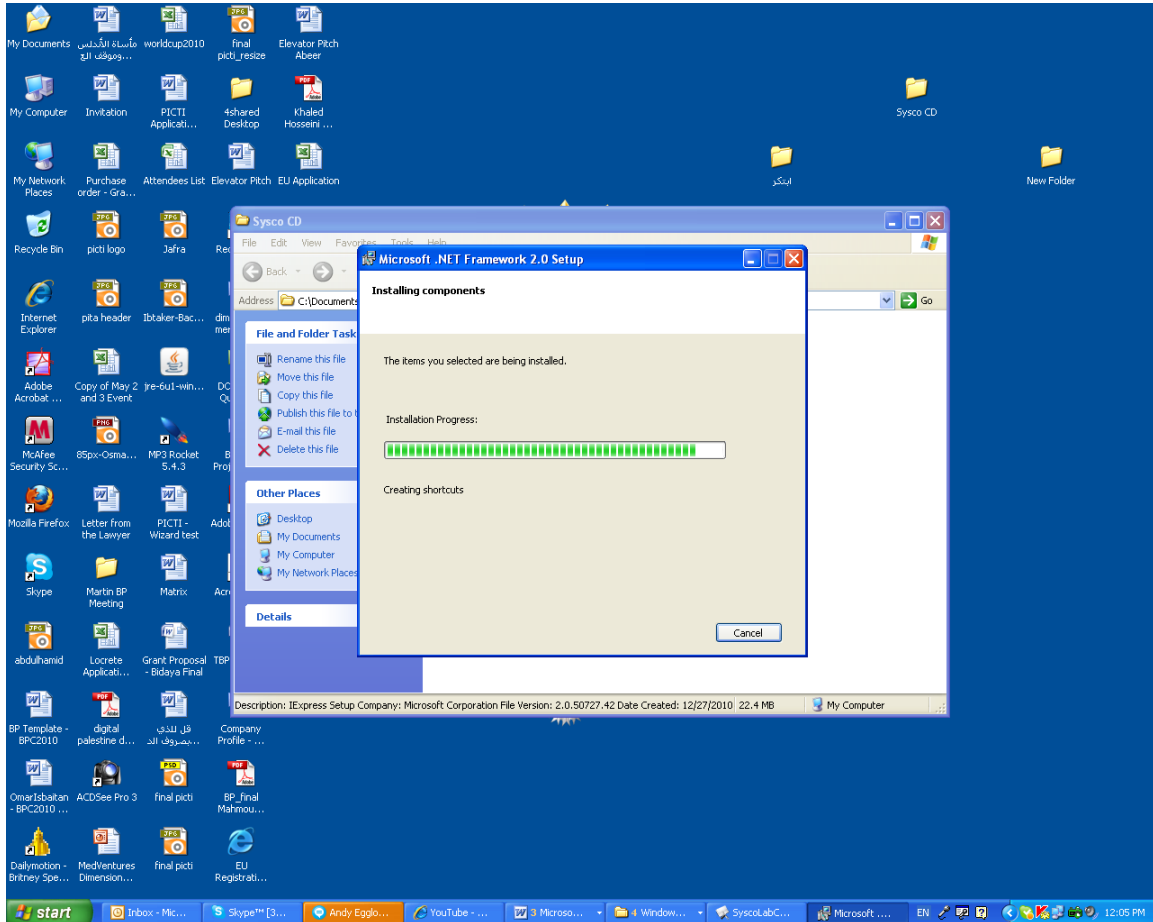 My Documents
مأساة الأندلس
وموقف الع...
worldcup2010
final
picti_resize
Elevator Pitch
Abeer
My Computer
Invitation
PICTI
Applicati...
4shared
Desktop
Khaled
Hosseini ...
Sysco CD
My Network
Places
Purchase
order - Gra...
Attendees List
Elevator Pitch
EU Application
ابتكر
New Folder
Recycle Bin
picti logo
Jafra
Rec
Internet
Explorer
pita header
Ibtaker-Bac...
dim
mer
Adobe
Acrobat ...
Copy of May 2
and 3 Event
jre-6u1-win...
DC
Qu
McAfee
Security Sc...
85px-Osma...
MP3 Rocket
5.4.3
B
Prof
Mozilla Firefox
Letter from
the Lawyer
PICTI -
Wizard test
Adob
Skype
Martin BP
Meeting
Matrix
Acr
abdulhamid
Locrete
Applicati...
Grant Proposal
- Bidaya Final
TBP
BP Template -
BPC2010
digital
palestine d...
قل للذي
بصروف الد...
Company
Profile - ...
OmarIsbaitan
- BPC2010 ...
ACDSee Pro 3
final picti
BP_final
Mahmou...
Dailymotion -
Britney Spe...
MedVentures
Dimension...
final picti
EU
Registrati...
Sysco CD
File Edit View Favorites Tools Help
Back
Address C:\Documents
Go
File and Folder Task
Rename this file
Move this file
Copy this file
Publish this file to t
E-mail this file
Delete this file
Other Places
Desktop
My Documents
My Computer
My Network Places
Details
Description: IExpress Setup Company: Microsoft Corporation File Version: 2.0.50727.42 Date Created: 12/27/2010 22.4 MB
My Computer
Microsoft .NET Framework 2.0 Setup
Installing components
The items you selected are being installed.
Installation Progress:
Creating shortcuts
Cancel
start
Inbox - Mic...
Skype™ [3...
Andy Egglo...
YouTube - ...
3 Microso...
4 Window...
SyscoLabC...
Microsoft ....
EN
12:05 PM